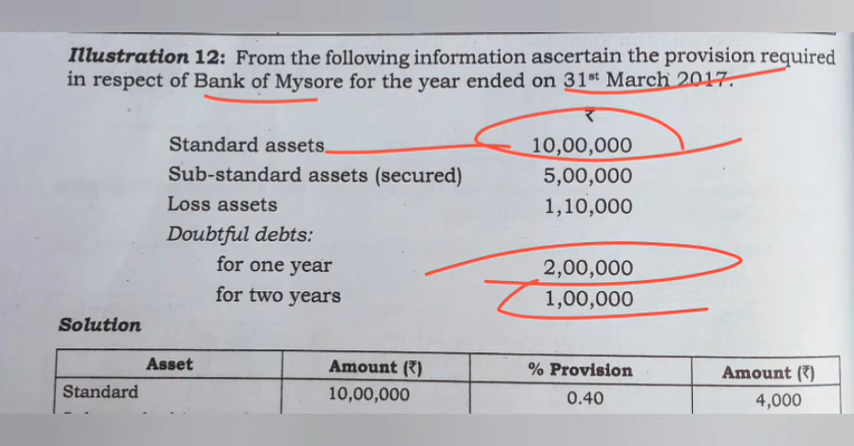 Illustration 12: From the following information ascertain the provision required
in respect of Bank of Mysore for the year ended on 31st March 2017.
₹
Standard assets 10,00,000
Sub-standard assets (secured) 5,00,000
Loss assets 1,10,000
Doubtful debts:
for one year 2,00,000
for two years 1,00,000
Solution
Asset Amount (₹) % Provision Amount (₹)
Standard 10,00,000 0.40 4,000